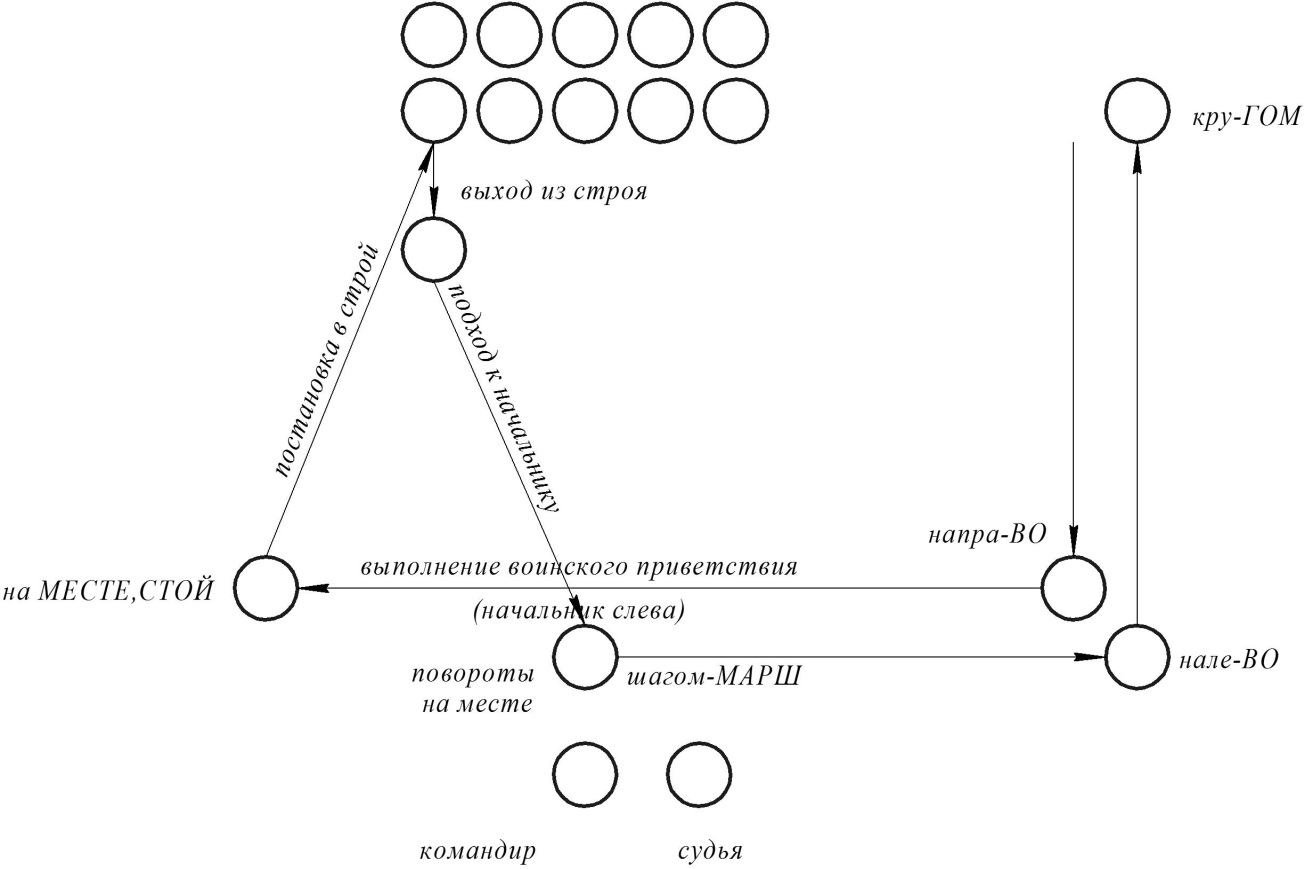 кру-ГОМ
выход из строя
постановка в строй
подход к начальнику
напра-ВО
выполнение воинского приветствия
на МЕСТЕ,СТОЙ
(начальник слева)
нале-ВО
повороты
на месте
шагом-МАРШ
командир
судья